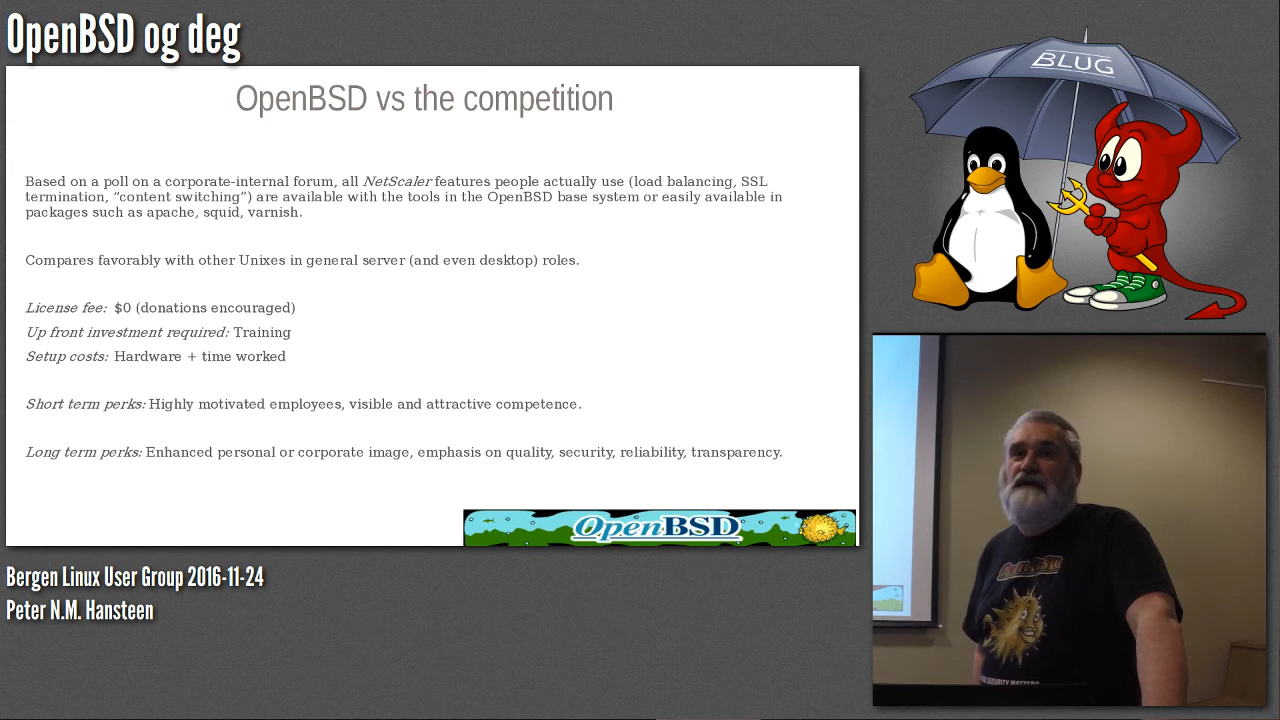 OpenBSD og deg
OpenBSD vs the competition
Based on a poll on a corporate-internal forum, all NetScaler features people actually use (load balancing, SSL
termination, “content switching”) are available with the tools in the OpenBSD base system or easily available in
packages such as apache, squid, varnish.
Compares favorably with other Unixes in general server (and even desktop) roles.
License fee: $0 (donations encouraged)
Up front investment required: Training
Setup costs: Hardware + time worked
Short term perks: Highly motivated employees, visible and attractive competence.
Long term perks: Enhanced personal or corporate image, emphasis on quality, security, reliability, transparency.
OpenBSD
Bergen Linux User Group 2016-11-24
Peter N.M. Hansteen
BLUG
OpenBSD
SECURITY MATTERS